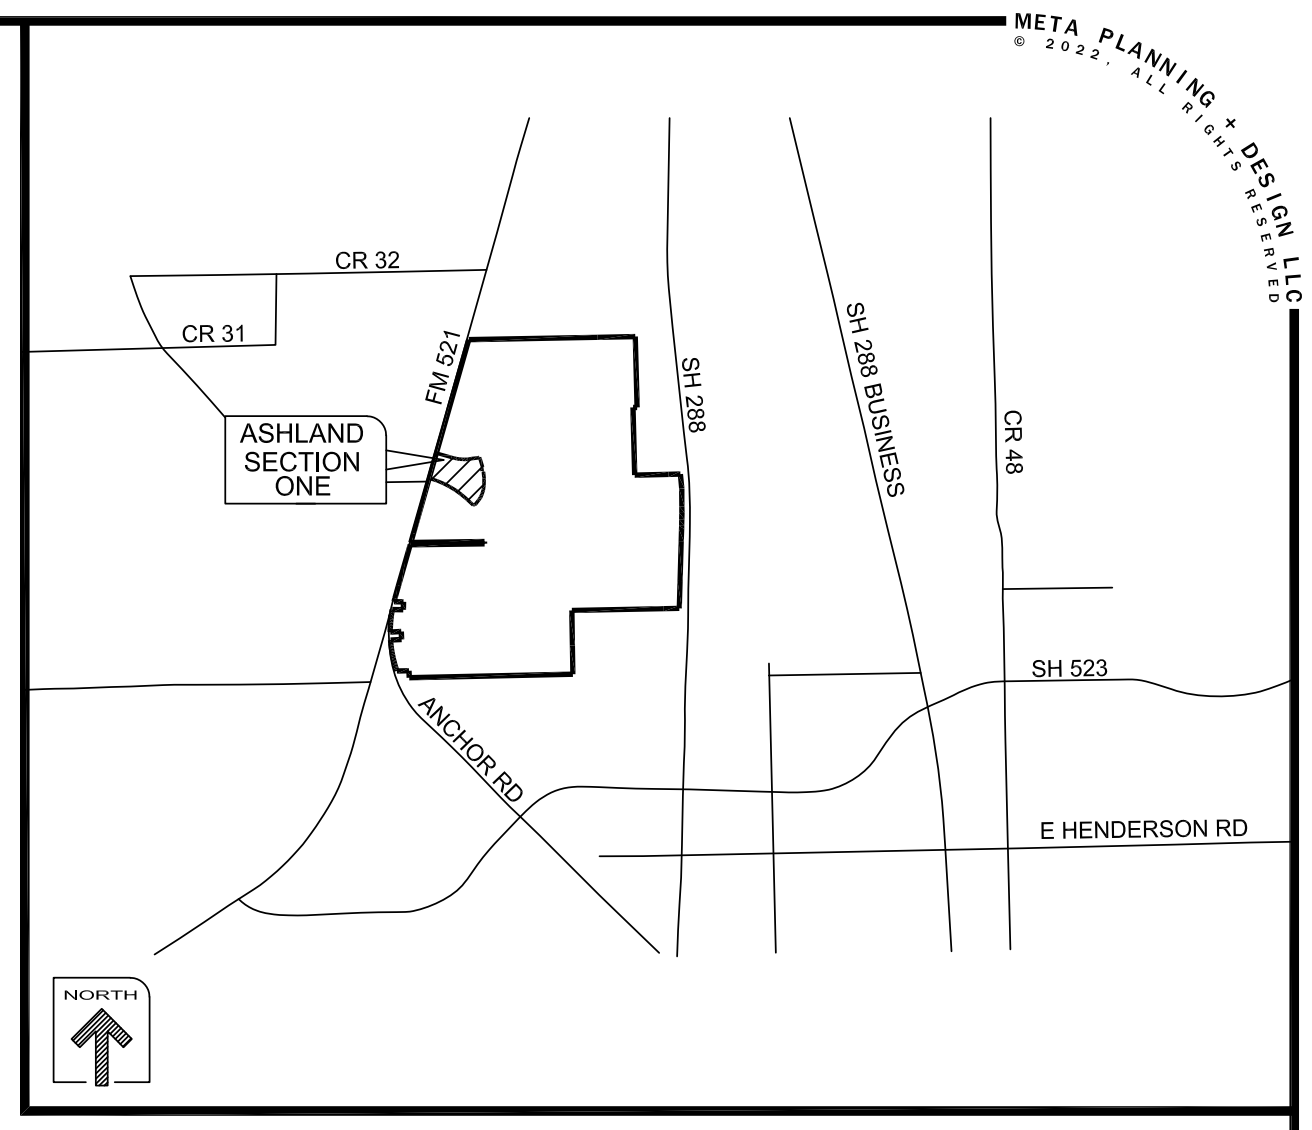 META PLANNING + DESIGN LLC
© 2022, ALL RIGHTS RESERVED
CR 32
CR 31
FM 521
SH 288
SH 288 BUSINESS
CR 48
ASHLAND
SECTION
ONE
SH 523
ANCHOR RD
E HENDERSON RD
NORTH